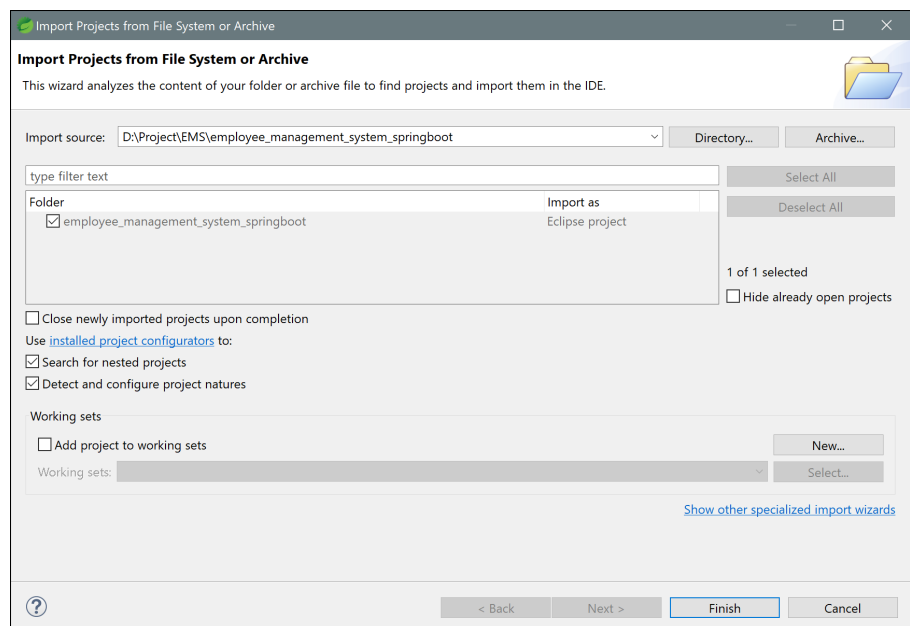 Import Projects from File System or Archive
Import Projects from File System or Archive
This wizard analyzes the content of your folder or archive file to find projects and import them in the IDE.
Import source: D:\Project\EMS\employee_management_system_springboot Directory... Archive...
type filter text Select All
Folder Import as Deselect All
employee_management_system_springboot Eclipse project
1 of 1 selected
Hide already open projects
Close newly imported projects upon completion
Use installed project configurators to:
Search for nested projects
Detect and configure project natures
Working sets
Add project to working sets New...
Working sets: Select...
Show other specialized import wizards
? < Back Next > Finish Cancel